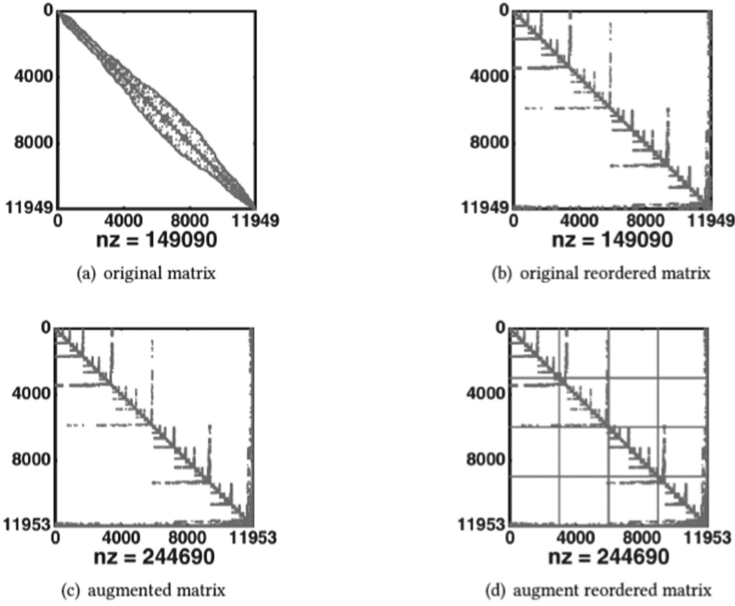 0
4000
8000
11949
0 4000 8000 11949
nz = 149090
(a) original matrix
0
4000
8000
11949
0 4000 8000 11949
nz = 149090
(b) original reordered matrix
0
4000
8000
11953
0 4000 8000 11953
nz = 244690
(c) augmented matrix
0
4000
8000
11953
0 4000 8000 11953
nz = 244690
(d) augment reordered matrix